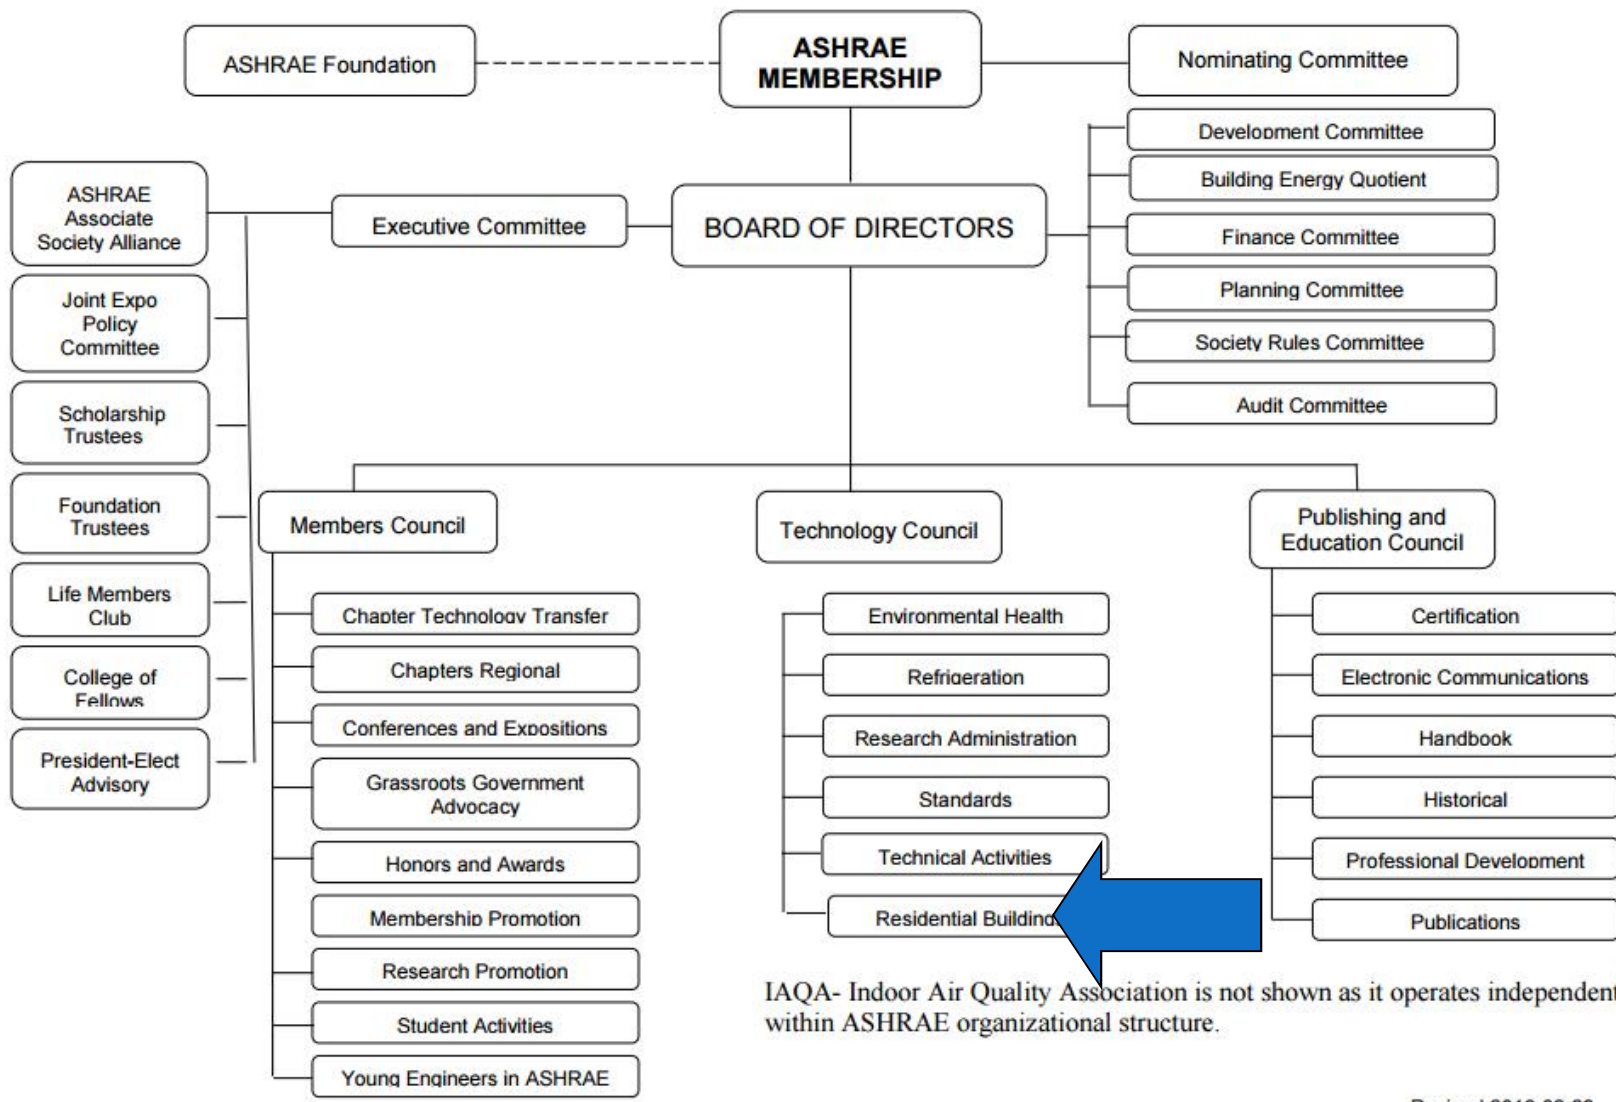 ASHRAE Foundation
ASHRAE
MEMBERSHIP
Nominating Committee
Development Committee
Building Energy Quotient
Finance Committee
Planning Committee
Society Rules Committee
Audit Committee
ASHRAE
Associate
Society Alliance
Executive Committee
BOARD OF DIRECTORS
Joint Expo
Policy
Committee
Scholarship
Trustees
Foundation
Trustees
Life Members
Club
College of
Fellows
President-Elect
Advisory
Members Council
Chapter Technology Transfer
Chapters Regional
Conferences and Expositions
Grassroots Government
Advocacy
Honors and Awards
Membership Promotion
Research Promotion
Student Activities
Young Engineers in ASHRAE
Technology Council
Environmental Health
Refrigeration
Research Administration
Standards
Technical Activities
Residential Building
Publishing and
Education Council
Certification
Electronic Communications
Handbook
Historical
Professional Development
Publications
IAQA- Indoor Air Quality Association is not shown as it operates independent
within ASHRAE organizational structure.